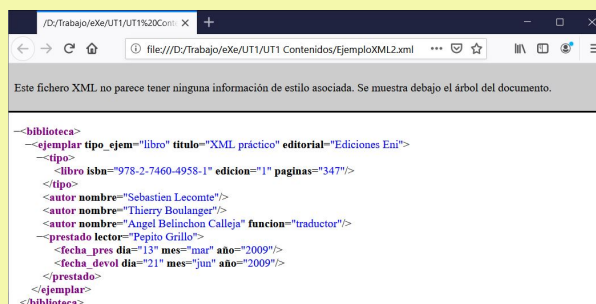 /D:/Trabajo/eXe/UT1/UT1%20Conte
file:///D:/Trabajo/eXe/UT1/UT1 Contenidos/EjemploXML2.xml
Este fichero XML no parece tener ninguna información de estilo asociada. Se muestra debajo el árbol del documento.
−<biblioteca>
−<ejemplar tipo_ejem="libro" titulo="XML práctico" editorial="Ediciones Eni">
−<tipo>
<libro isbn="978-2-7460-4958-1" edicion="1" paginas="347"/>
</tipo>
<autor nombre="Sebastien Lecomte"/>
<autor nombre="Thierry Boulanger"/>
<autor nombre="Angel Belinchon Calleja" funcion="traductor"/>
−<prestado lector="Pepito Grillo">
<fecha_pres dia="13" mes="mar" año="2009"/>
<fecha_devol dia="21" mes="jun" año="2009"/>
</prestado>
</ejemplar>
</biblioteca>